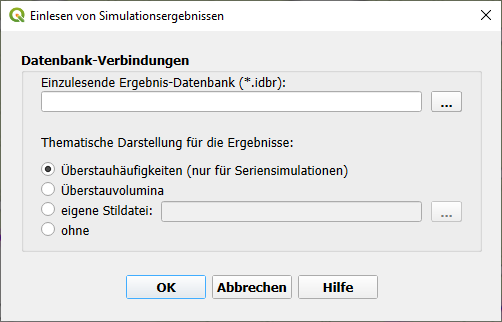 Einlesen von Simulationsergebnissen
Datenbank-Verbindungen
Einzulesende Ergebnis-Datenbank (*.idbr):
...
Thematische Darstellung für die Ergebnisse:
Überstauhäufigkeiten (nur für Seriensimulationen)
Überstauvolumina
eigene Stildatei:
...
ohne
OK Abbrechen Hilfe